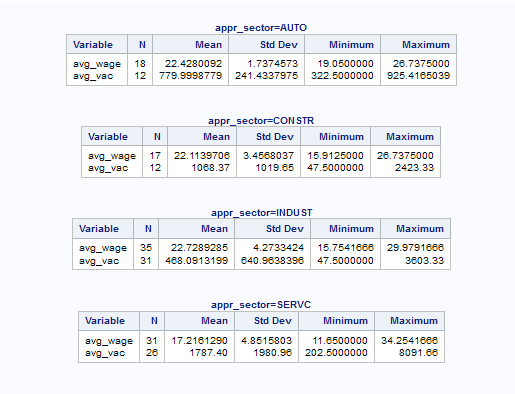 appr_sector=AUTO
Variable N Mean Std Dev Minimum Maximum
avg_wage 18 22.4280092 1.7374573 19.0500000 26.7375000
avg_vac 12 779.9998779 241.4337975 322.5000000 925.4165039
appr_sector=CONSTR
Variable N Mean Std Dev Minimum Maximum
avg_wage 17 22.1139706 3.4568037 15.9125000 26.7375000
avg_vac 12 1068.37 1019.65 47.5000000 2423.33
appr_sector=INDUST
Variable N Mean Std Dev Minimum Maximum
avg_wage 35 22.7289285 4.2733424 15.7541666 29.9791666
avg_vac 31 468.0913199 640.9638396 47.5000000 3603.33
appr_sector=SERVC
Variable N Mean Std Dev Minimum Maximum
avg_wage 31 17.2161290 4.8515803 11.6500000 34.2541666
avg_vac 26 1787.40 1980.96 202.5000000 8091.66